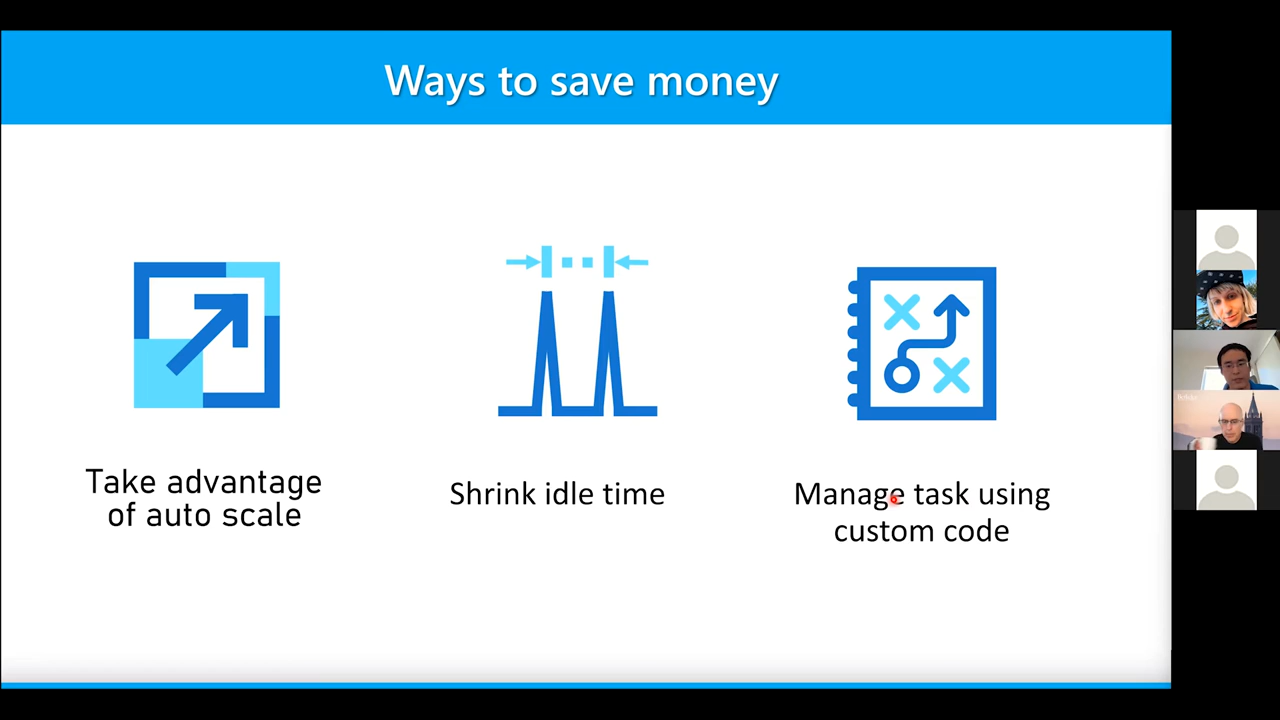 Ways to save money
Take advantage
of auto scale
Shrink idle time
Manage task using
custom code